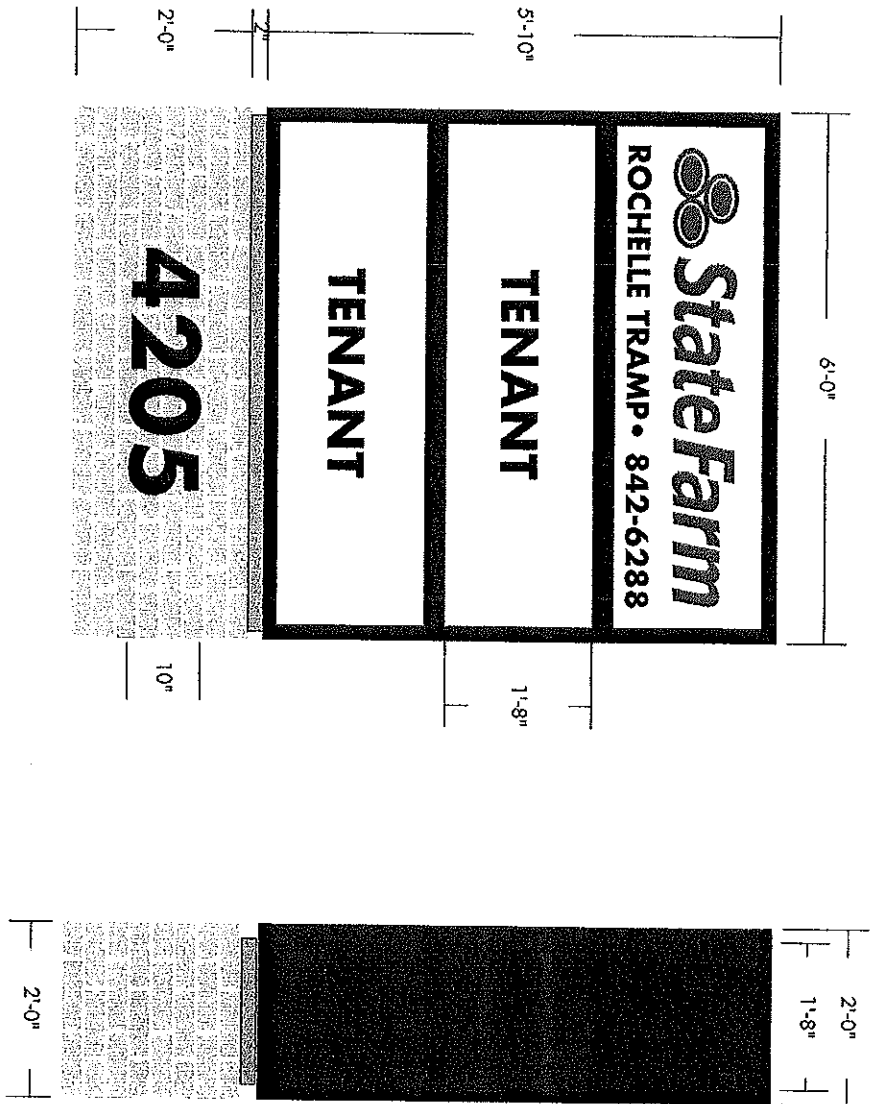 6'-0"
StateFarm
ROCHELLE TRAMP • 842-6288
TENANT
TENANT
4205
5'-10"
2"
2'-0"
1'-8"
10"
2'-0"
1'-8"
2'-0"